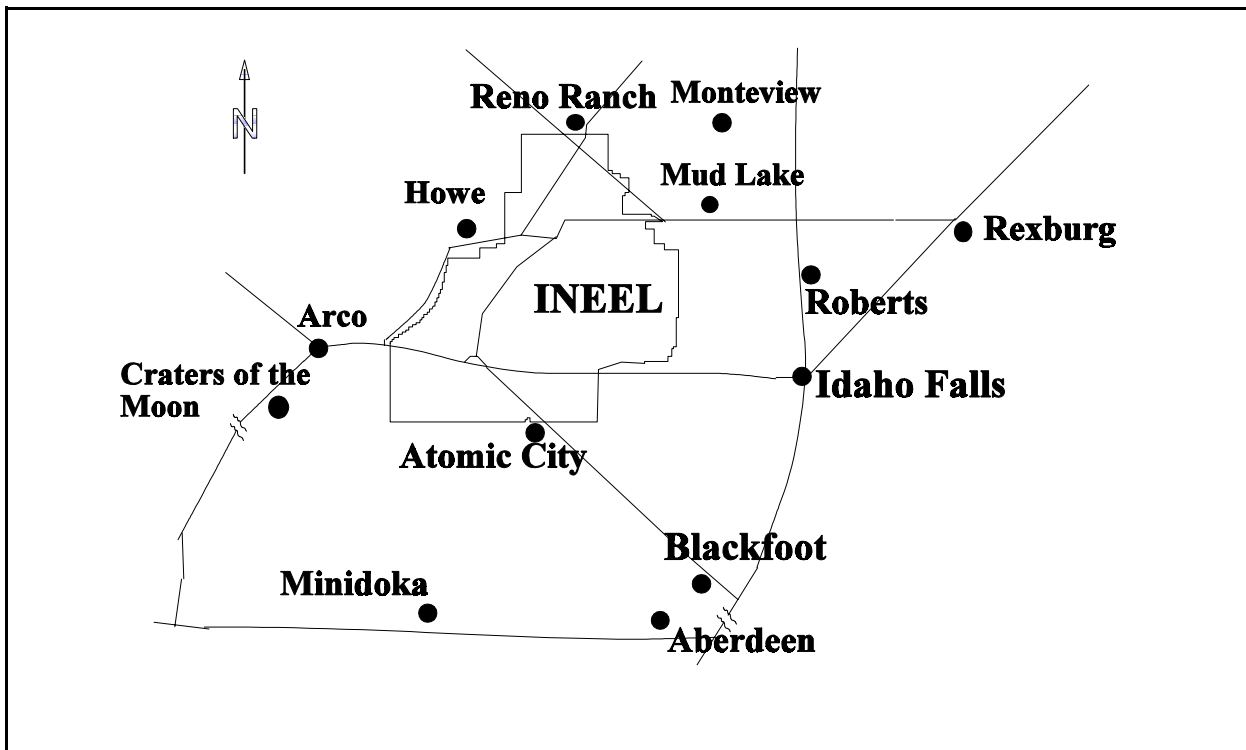 N
Reno Ranch
Monteview
Mud Lake
Howe
Rexburg
INEEL
Roberts
Arco
Craters of the
Moon
Idaho Falls
Atomic City
Blackfoot
Minidoka
Aberdeen